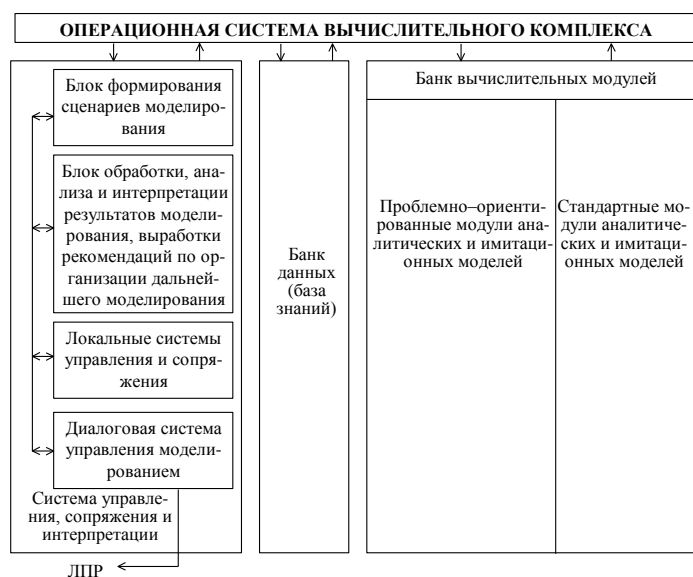 ОПЕРАЦИОННАЯ СИСТЕМА ВЫЧИСЛИТЕЛЬНОГО КОМПЛЕКСА
Блок формирования
сценариев моделиро-
вания
Блок обработки, ана-
лиза и интерпретации
результатов модели-
рования, выработки
рекомендаций по ор-
ганизации дальней-
шего моделирования
Локальные системы
управления и сопря-
жения
Диалоговая система
управления модели-
рованием
Система управле-
ния, сопряжения и
интерпретации
ЛПР
Банк
данных
(база
знаний)
Банк вычислительных модулей
Проблемно–ориенти-
рованные модули ана-
литических и имитаци-
онных моделей
Стандартные мо-
дули аналитиче-
ских и имитаци-
онных моделей